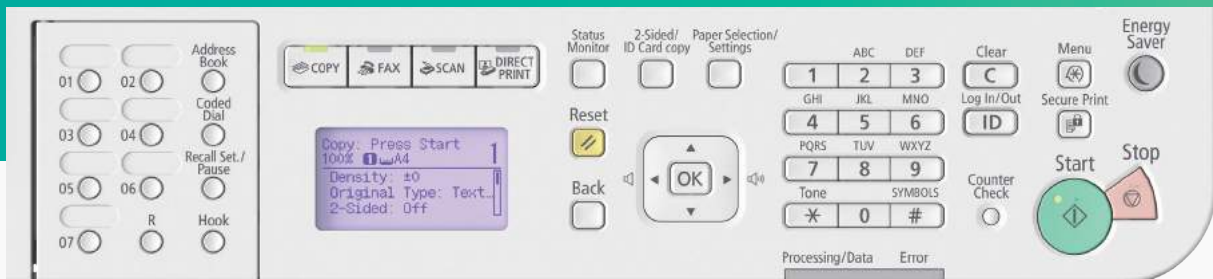 Address
Book
Coded
Dial
Recall Set./
Pause
01
02
03
04
05
06
07
R
Hook
COPY
FAX
SCAN
DIRECT
PRINT
Copy: Press Start
100% 1 A4
1
Density: ±0
Original Type: Text…
2-Sided: Off
Status
Monitor
2-Sided/
ID Card copy
Paper Selection/
Settings
Reset
Back
OK
ABC
DEF
1
2
3
GHI
JKL
MNO
4
5
6
PQRS
TUV
WXYZ
7
8
9
Tone
SYMBOLS
*
0
#
Processing/Data
Error
Clear
C
Log In/Out
ID
Counter
Check
Menu
Secure Print
Energy
Saver
Start
Stop